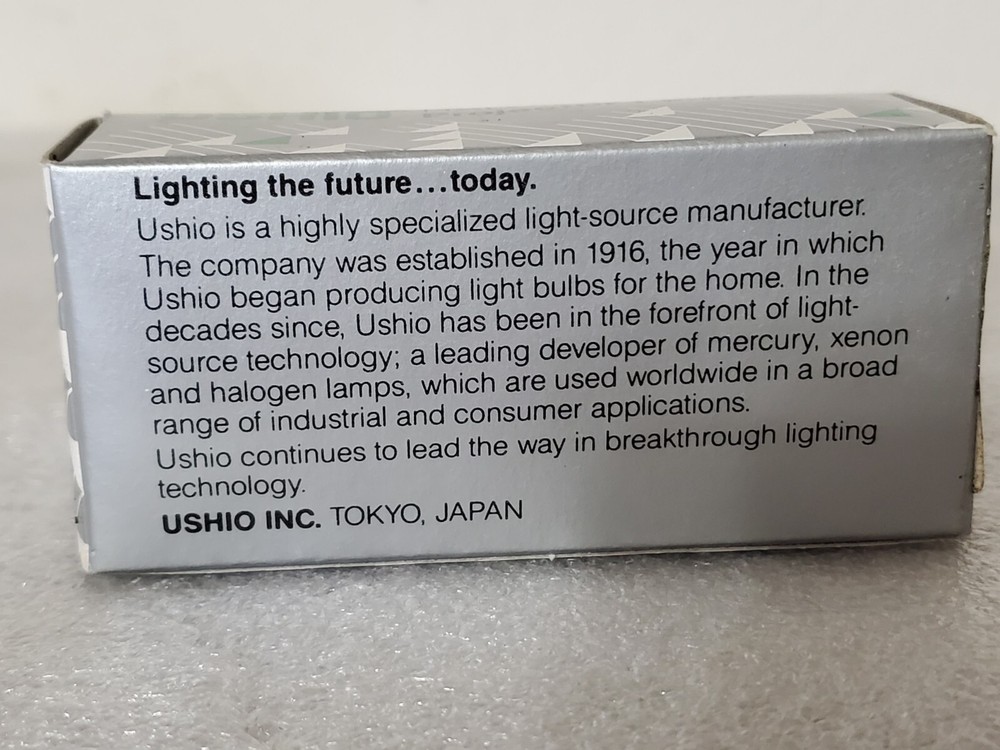 Lighting the future...today.
Ushio is a highly specialized light-source manufacturer.
The company was established in 1916, the year in which
Ushio began producing light bulbs for the home. In the
decades since, Ushio has been in the forefront of light-
source technology; a leading developer of mercury, xenon
and halogen lamps, which are used worldwide in a broad
range of industrial and consumer applications.
Ushio continues to lead the way in breakthrough lighting
technology.
USHIO INC. TOKYO, JAPAN